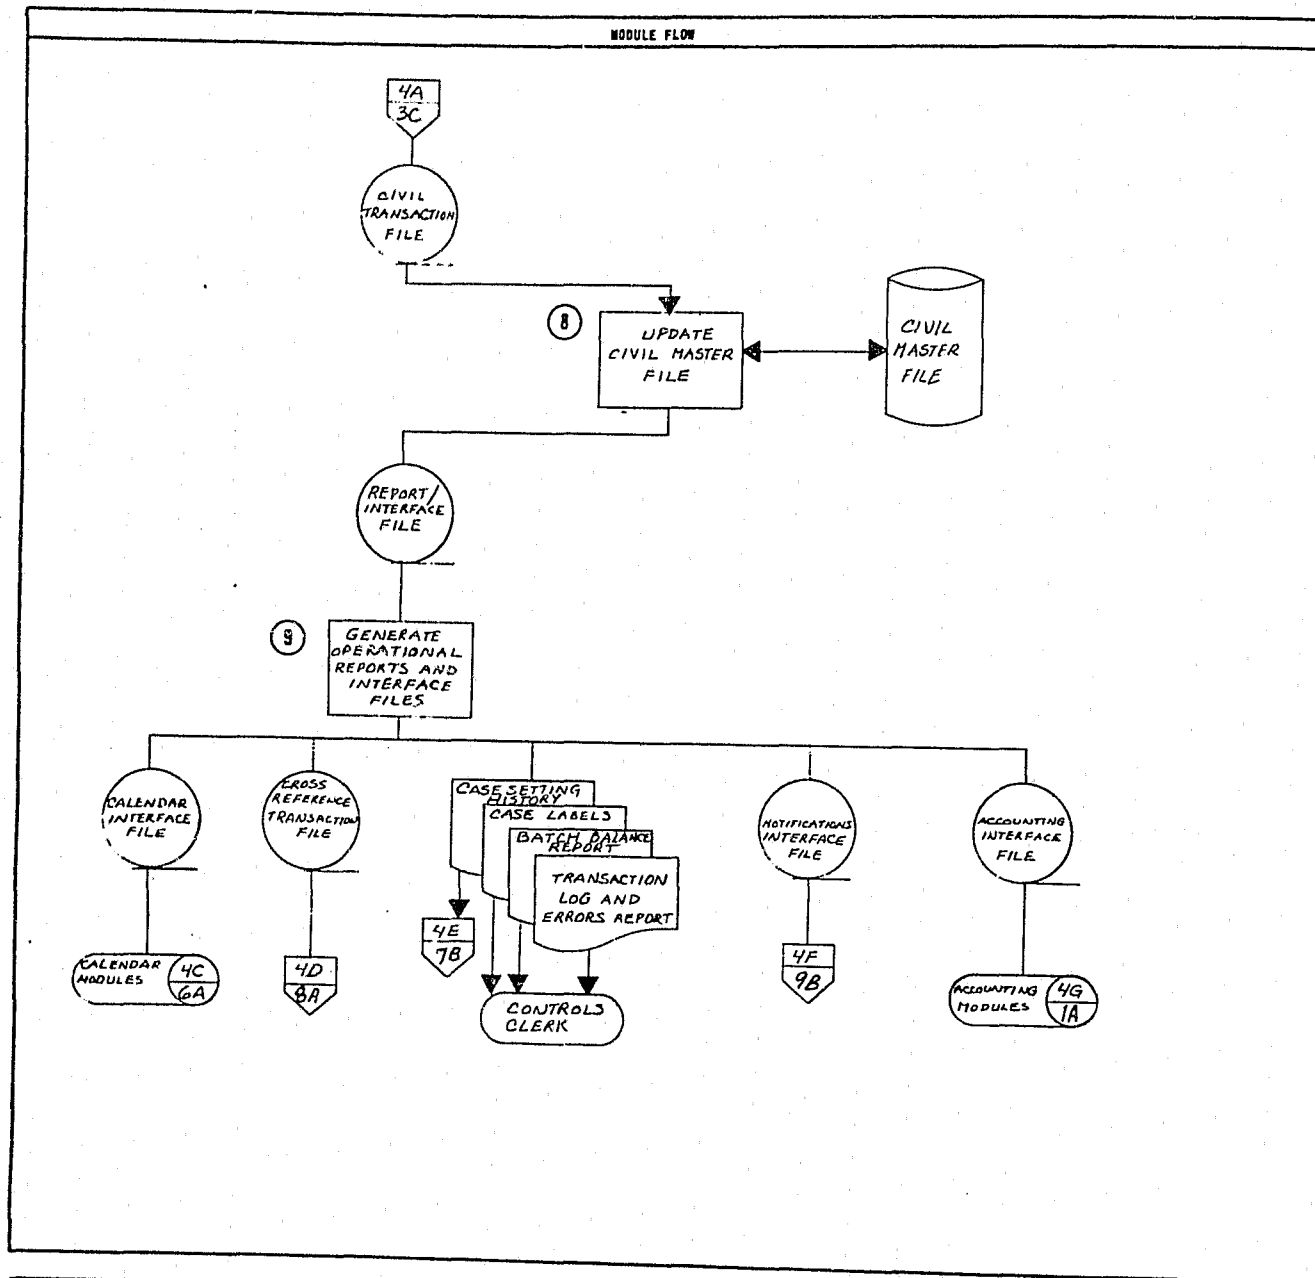 MODULE FLOW
4A
3C
CIVIL
TRANSACTION
FILE
8
UPDATE
CIVIL MASTER
FILE
CIVIL
MASTER
FILE
REPORT/
INTERFACE
FILE
9
GENERATE
OPERATIONAL
REPORTS AND
INTERFACE
FILES
CALENDAR
INTERFACE
FILE
CROSS
REFERENCE
TRANSACTION
FILE
CASE SETTING
HISTORY
CASE LABELS
BATCH BALANCE
REPORT
TRANSACTION
LOG AND
ERRORS REPORT
NOTIFICATIONS
INTERFACE
FILE
ACCOUNTING
INTERFACE
FILE
CALENDAR
MODULES
4C
6A
4D
8A
4E
7B
CONTROLS
CLERK
4F
9B
ACCOUNTING
MODULES
4G
1A